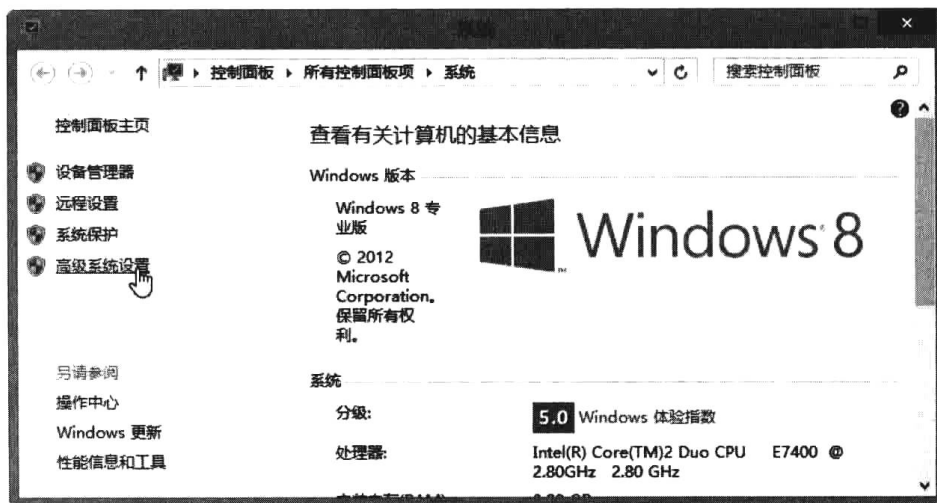 系统
控制面板 ▸ 所有控制面板项 ▸ 系统
搜索控制面板
控制面板主页
设备管理器
远程设置
系统保护
高级系统设置
另请参阅
操作中心
Windows 更新
性能信息和工具
查看有关计算机的基本信息
Windows 版本
Windows 8 专
业版
© 2012
Microsoft
Corporation。
保留所有权
利。
Windows 8
系统
分级:
5.0 Windows 体验指数
处理器:
Intel(R) Core(TM)2 Duo CPU E7400 @
2.80GHz 2.80 GHz